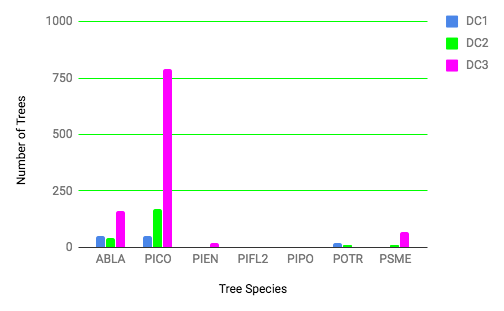 1000
750
500
250
0
Number of Trees
ABLA PICO PIEN PIFL2 PIPO POTR PSME
Tree Species
DC1
DC2
DC3